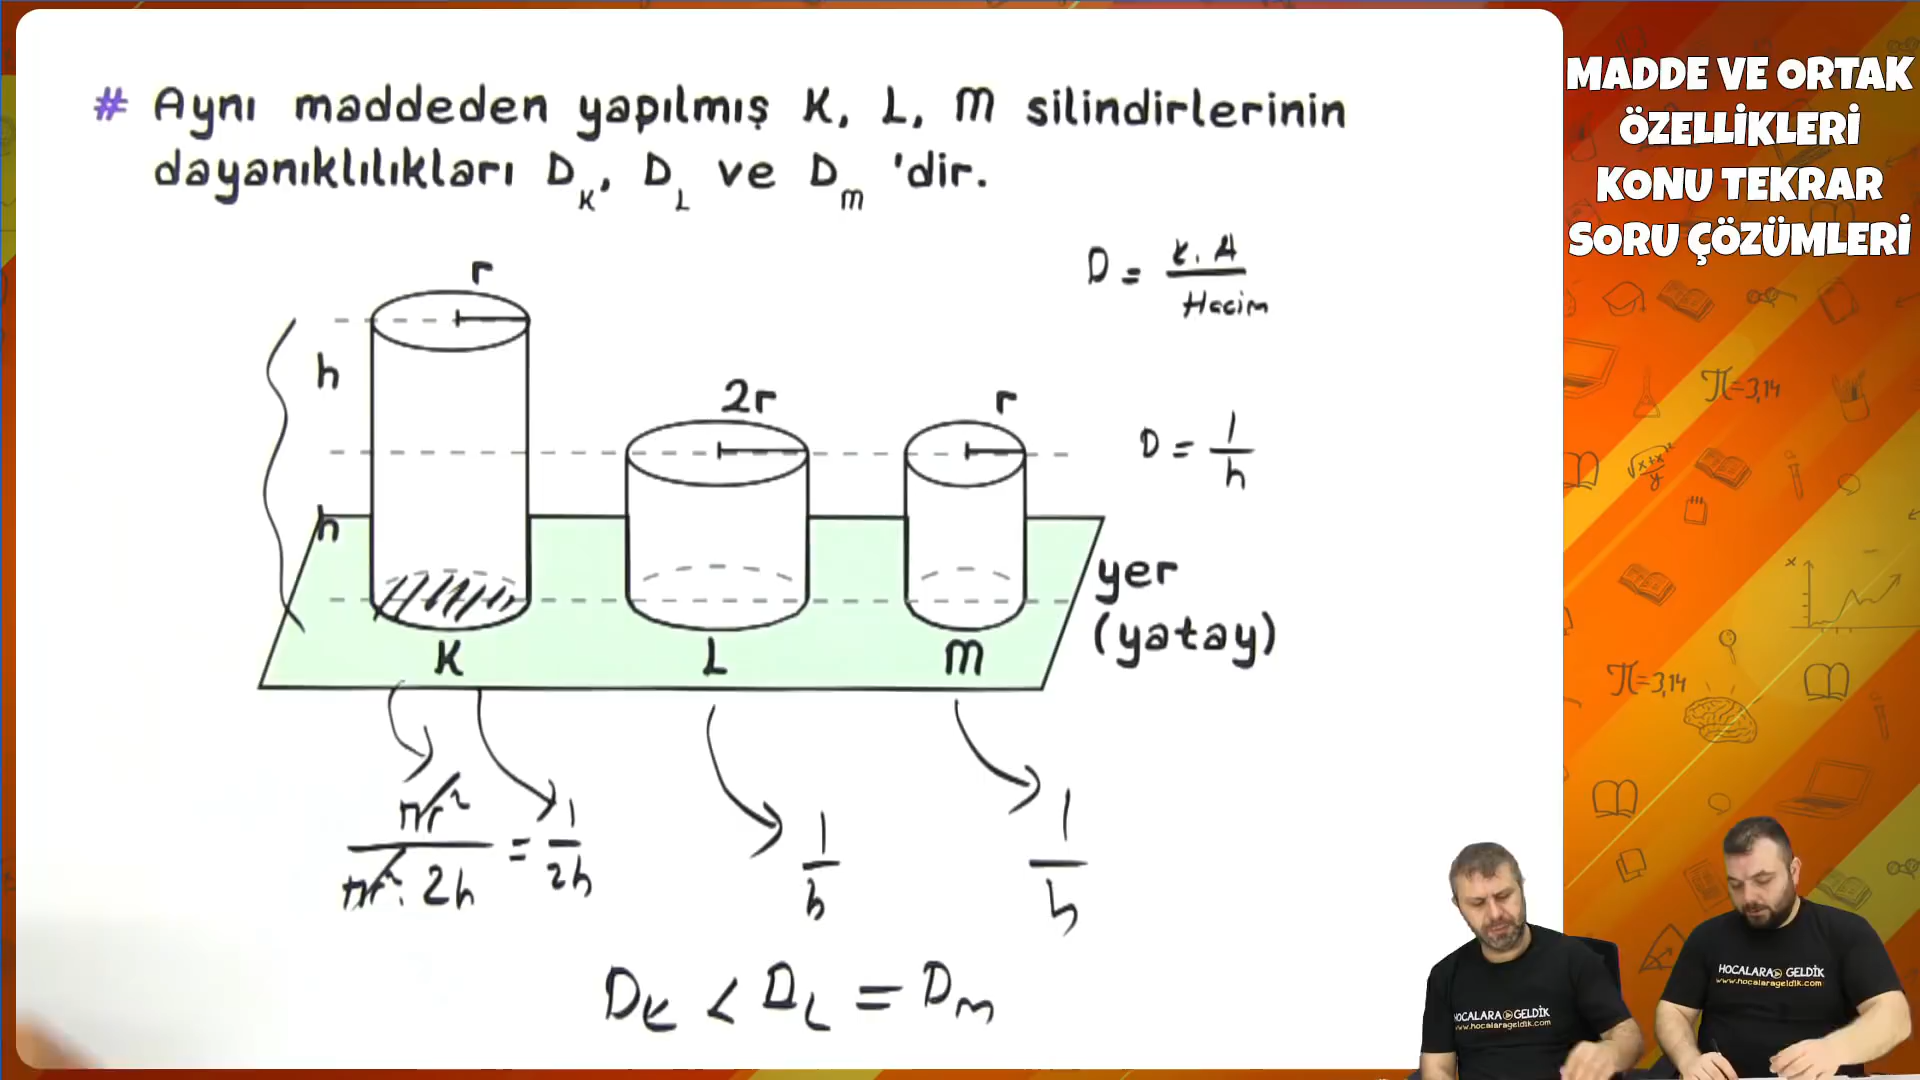 # Aynı maddeden yapılmış K, L, M silindirlerinin
dayanıklılıkları D_K, D_L ve D_M 'dir.
MADDE VE ORTAK
ÖZELLİKLERİ
KONU TEKRAR
SORU ÇÖZÜMLERİ
D = k.A / Hacim
r
h
2r
r
D = 1/h
h
yer
(yatay)
K
L
M
πr² / πr².2h = 1/2h
1/h
1/h
D_K < D_L = D_M
π=3,14
√x+x²/y
x
π=3,14
HOCALARA GELDİK
www.hocalarageldik.com
HOCALARA GELDİK
www.hocalarageldik.com